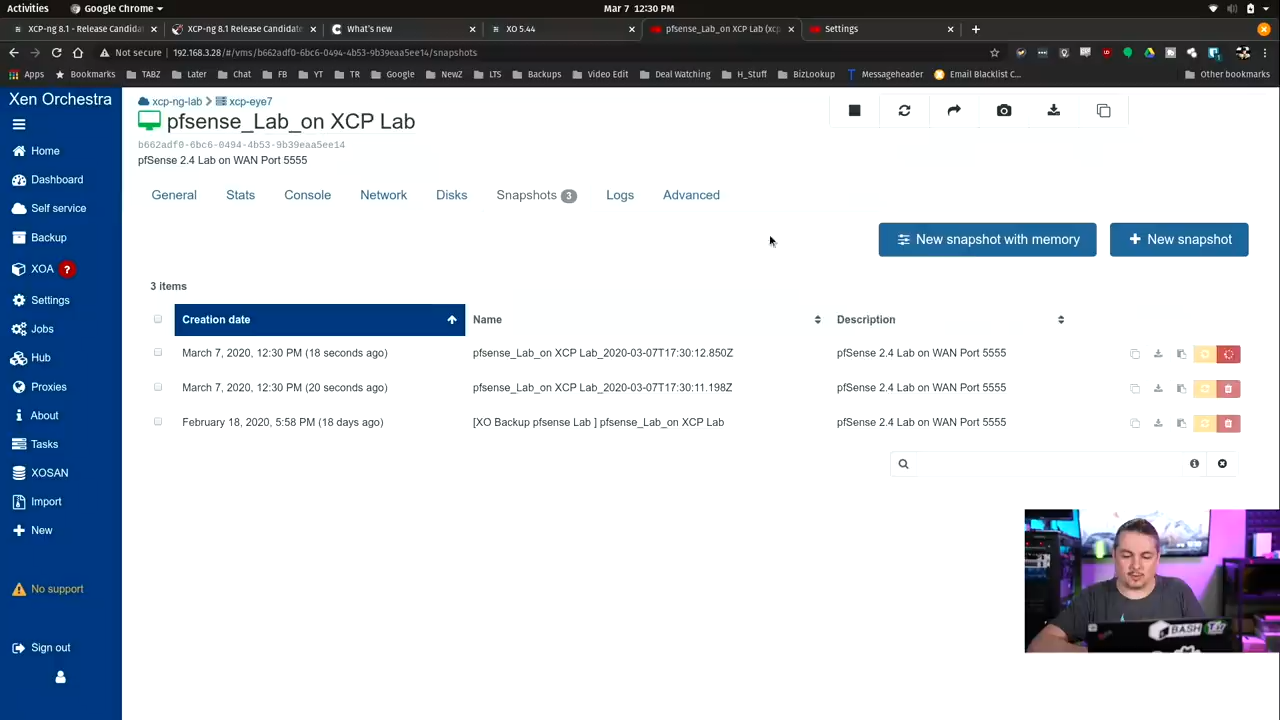 Activities
Google Chrome
Mar 7 12:30 PM
XCP-ng 8.1 Release Candidat
XCP-ng 8.1 Release Candidat
What's new
XO 5.44
pfsense_Lab_on XCP Lab (xcp
Settings
Not secure
192.168.3.28/#/vms/b662adf0-6bc6-0494-4b53-9b39eaa5ee14/snapshots
Apps
Bookmarks
TABZ
Later
Chat
FB
YT
TR
Google
NewZ
LTS
Backups
Video Edit
Deal Watching
H_Stuff
BizLookup
Messageheader
Email Blacklist C...
Other bookmarks
Xen Orchestra
Home
Dashboard
Self service
Backup
XOA ?
Settings
Jobs
Hub
Proxies
About
Tasks
XOSAN
Import
New
No support
Sign out
xcp-ng-lab
xcp-eye7
pfsense_Lab_on XCP Lab
b662adf0-6bc6-0494-4b53-9b39eaa5ee14
pfSense 2.4 Lab on WAN Port 5555
General
Stats
Console
Network
Disks
Snapshots 3
Logs
Advanced
New snapshot with memory
New snapshot
3 items
Creation date
Name
Description
March 7, 2020, 12:30 PM (18 seconds ago)
pfsense_Lab_on XCP Lab_2020-03-07T17:30:12.850Z
pfSense 2.4 Lab on WAN Port 5555
March 7, 2020, 12:30 PM (20 seconds ago)
pfsense_Lab_on XCP Lab_2020-03-07T17:30:11.198Z
pfSense 2.4 Lab on WAN Port 5555
February 18, 2020, 5:58 PM (18 days ago)
[XO Backup pfsense Lab ] pfsense_Lab_on XCP Lab
pfSense 2.4 Lab on WAN Port 5555
BASH